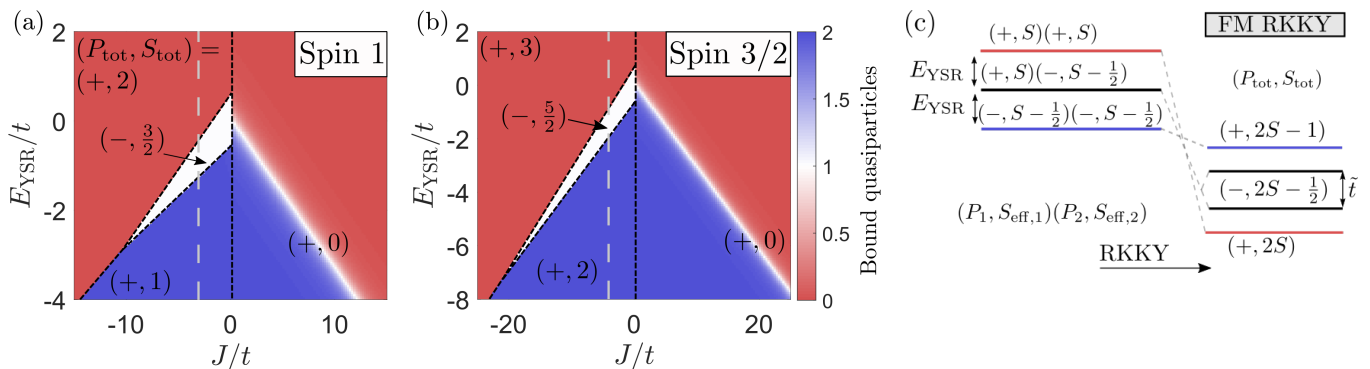 (a)
(P_tot, S_tot) =
(+, 2)
Spin 1
(−, 3/2)
(+, 1)
(+, 0)
2
0
-2
-4
E_YSR/t
-10
0
10
J/t
(b)
(+, 3)
Spin 3/2
(−, 5/2)
(+, 2)
(+, 0)
2
0
-2
-4
-6
-8
E_YSR/t
-20
0
20
J/t
2
1.5
1
0.5
0
Bound quasiparticles
(c)
FM RKKY
(+, S)(+, S)
E_YSR
(+, S)(−, S − 1/2)
E_YSR
(−, S − 1/2)(−, S − 1/2)
(P_tot, S_tot)
(+, 2S − 1)
(−, 2S − 1/2)
t̃
(P_1, S_eff,1)(P_2, S_eff,2)
(+, 2S)
RKKY